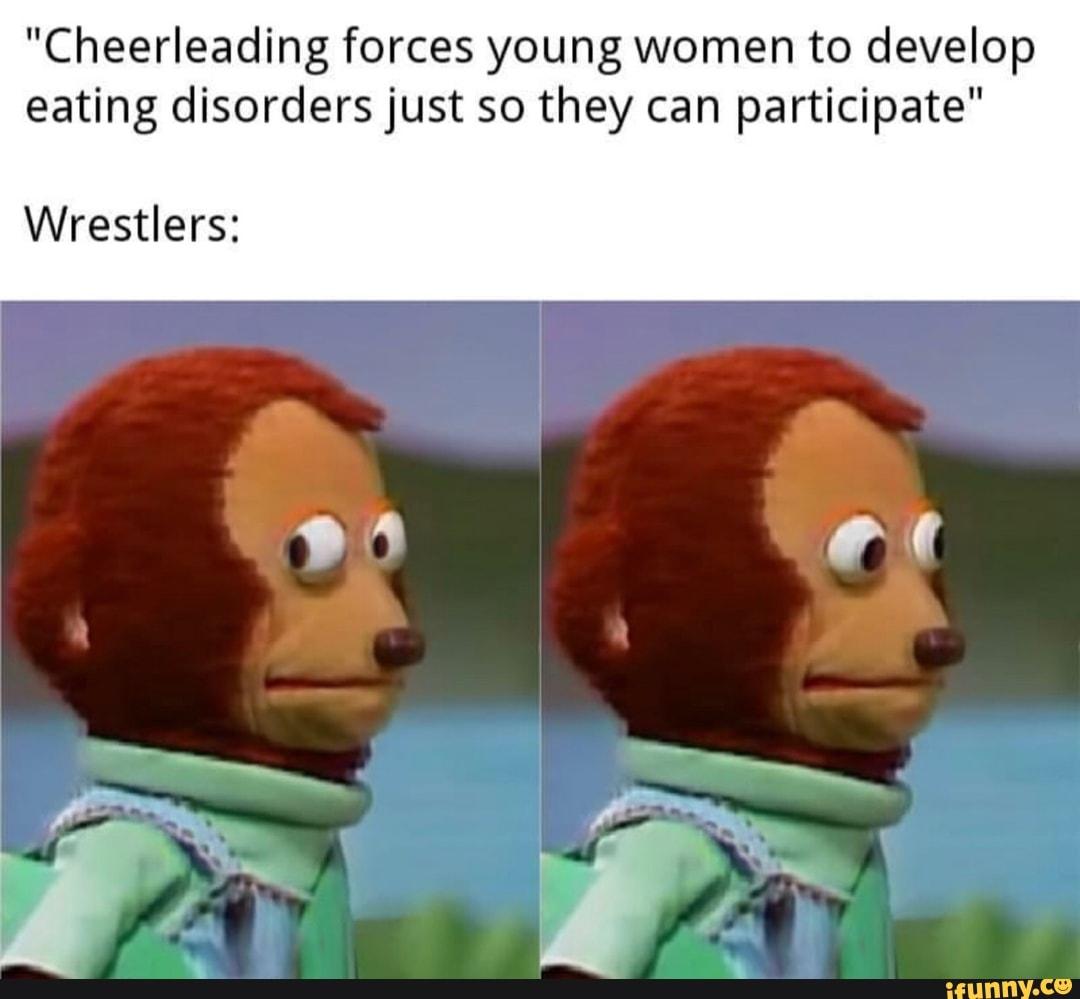 "Cheerleading forces young women to develop
eating disorders just so they can participate"
Wrestlers:
ifunny.co